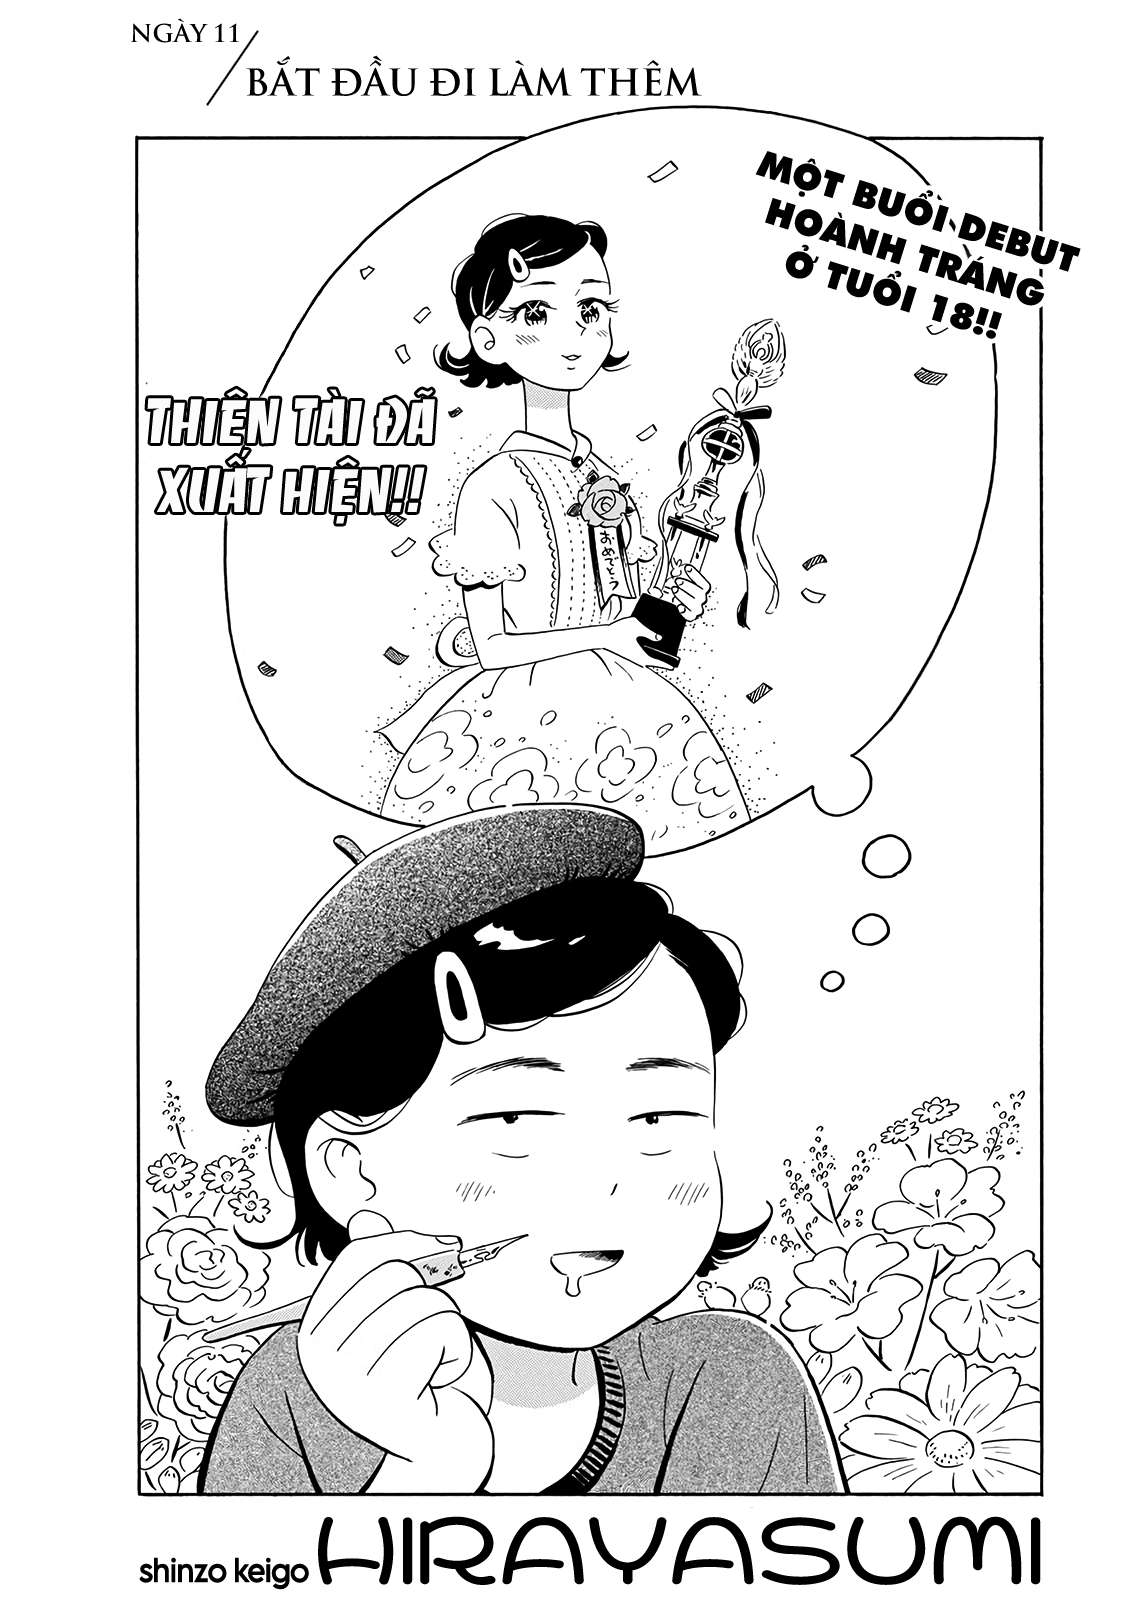 NGÀY 11
BẮT ĐẦU ĐI LÀM THÊM
MỘT BUỔI DEBUT
HOÀNH TRÁNG
Ở TUỔI 18!!
THIÊN TÀI ĐÃ
XUẤT HIỆN!!
おめでとう
shinzo keigo HIRAYASUMI